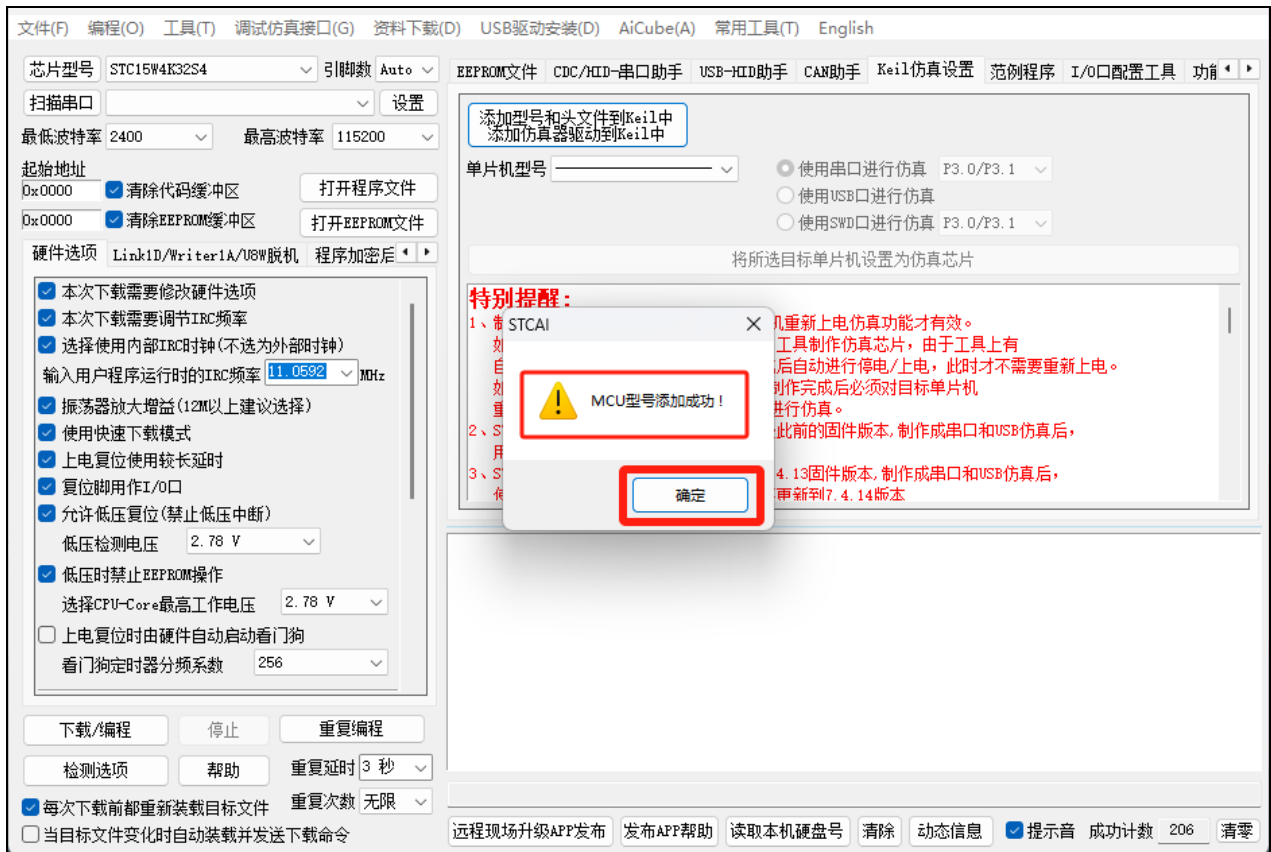 文件(F) 编程(O) 工具(T) 调试仿真接口(G) 资料下载(D) USB驱动安装(D) AiCube(A) 常用工具(T) English
芯片型号 STC15W4K32S4 引脚数 Auto
扫描串口 设置
最低波特率 2400 最高波特率 115200
起始地址
0x0000 清除代码缓冲区 打开程序文件
0x0000 清除EEPROM缓冲区 打开EEPROM文件
硬件选项 Link1D/Writer1A/U8W脱机 程序加密后
本次下载需要修改硬件选项
本次下载需要调节IRC频率
选择使用内部IRC时钟(不选为外部时钟)
输入用户程序运行时的IRC频率 11.0592 MHz
振荡器放大增益(12M以上建议选择)
使用快速下载模式
上电复位使用较长延时
复位脚用作I/O口
允许低压复位(禁止低压中断)
低压检测电压 2.78 V
低压时禁止EEPROM操作
选择CPU-Core最高工作电压 2.78 V
上电复位时由硬件自动启动看门狗
看门狗定时器分频系数 256
下载/编程 停止 重复编程
检测选项 帮助 重复延时 3 秒
每次下载前都重新装载目标文件 重复次数 无限
当目标文件变化时自动装载并发送下载命令
EEPROM文件 CDC/HID-串口助手 USB-HID助手 CAN助手 Keil仿真设置 范例程序 I/O口配置工具
添加型号和头文件到Keil中
添加仿真器驱动到Keil中
单片机型号 使用串口进行仿真 P3.0/P3.1
使用USB口进行仿真
使用SWD口进行仿真 P3.0/P3.1
将所选目标单片机设置为仿真芯片
特别提醒:
1、 机重新上电仿真功能才有效。
工具制作仿真芯片，由于工具上有
后自动进行停电/上电，此时才不需要重新上电。
制作完成后必须对目标单片机
进行仿真。
2、S 此前的固件版本,制作成串口和USB仿真后，
用
3、S 4.13固件版本,制作成串口和USB仿真后，
更新到7.4.14版本
STCAI
MCU型号添加成功！
确定
远程现场升级APP发布 发布APP帮助 读取本机硬盘号 清除 动态信息 提示音 成功计数 206 清零